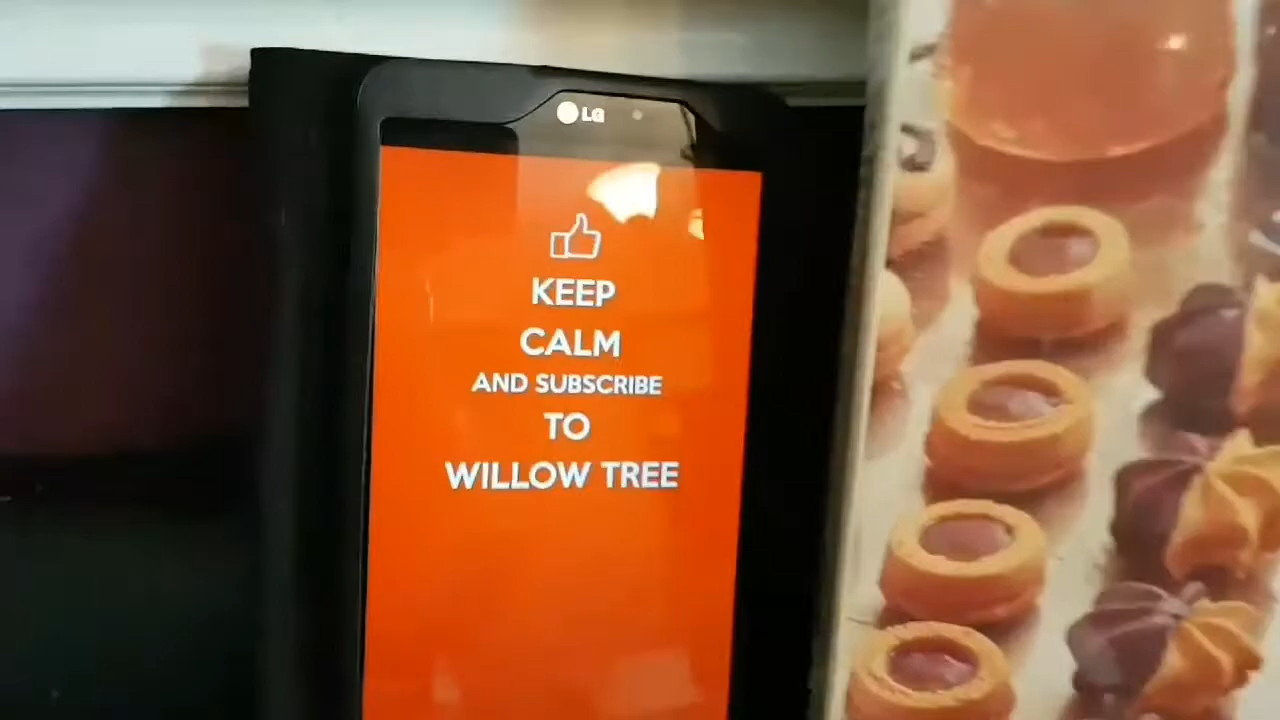 LG
KEEP
CALM
AND SUBSCRIBE
TO
WILLOW TREE